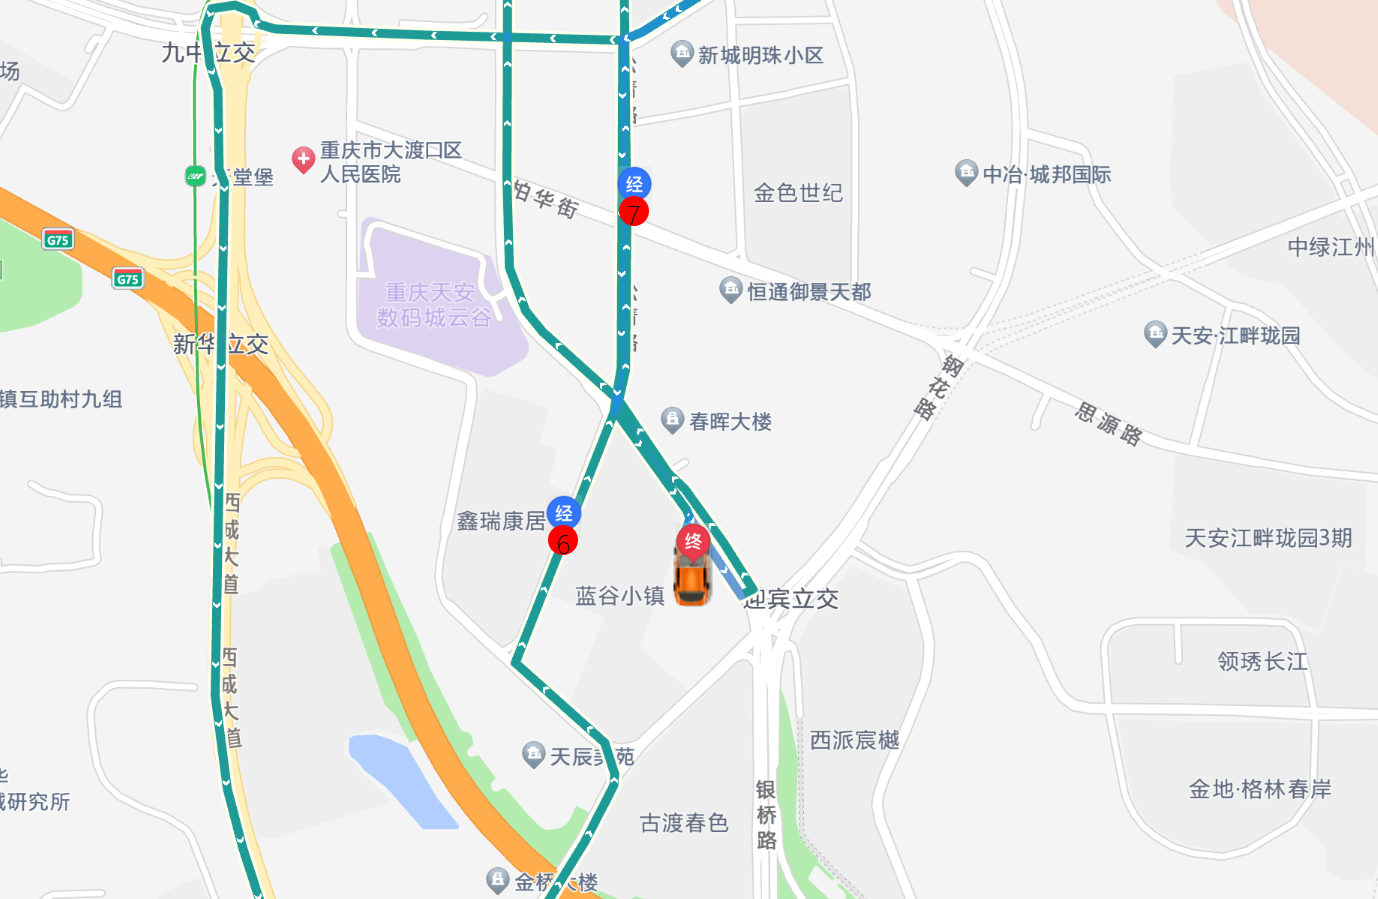 九中立交
新城明珠小区
场
重庆市大渡口区
人民医院
堂堡
柏华街
经
7
金色世纪
中冶·城邦国际
中绿江州
G75
G75
重庆天安
数码城云谷
恒通御景天都
新华立交
天安·江畔珑园
钢花路
镇互助村九组
思源路
春晖大楼
西城大道
鑫瑞康居
经
6
终
天安江畔珑园3期
蓝谷小镇
迎宾立交
西城大道
领琇长江
天辰美苑
西派宸樾
金地·格林春岸
研究所
银桥路
古渡春色
金桥大楼